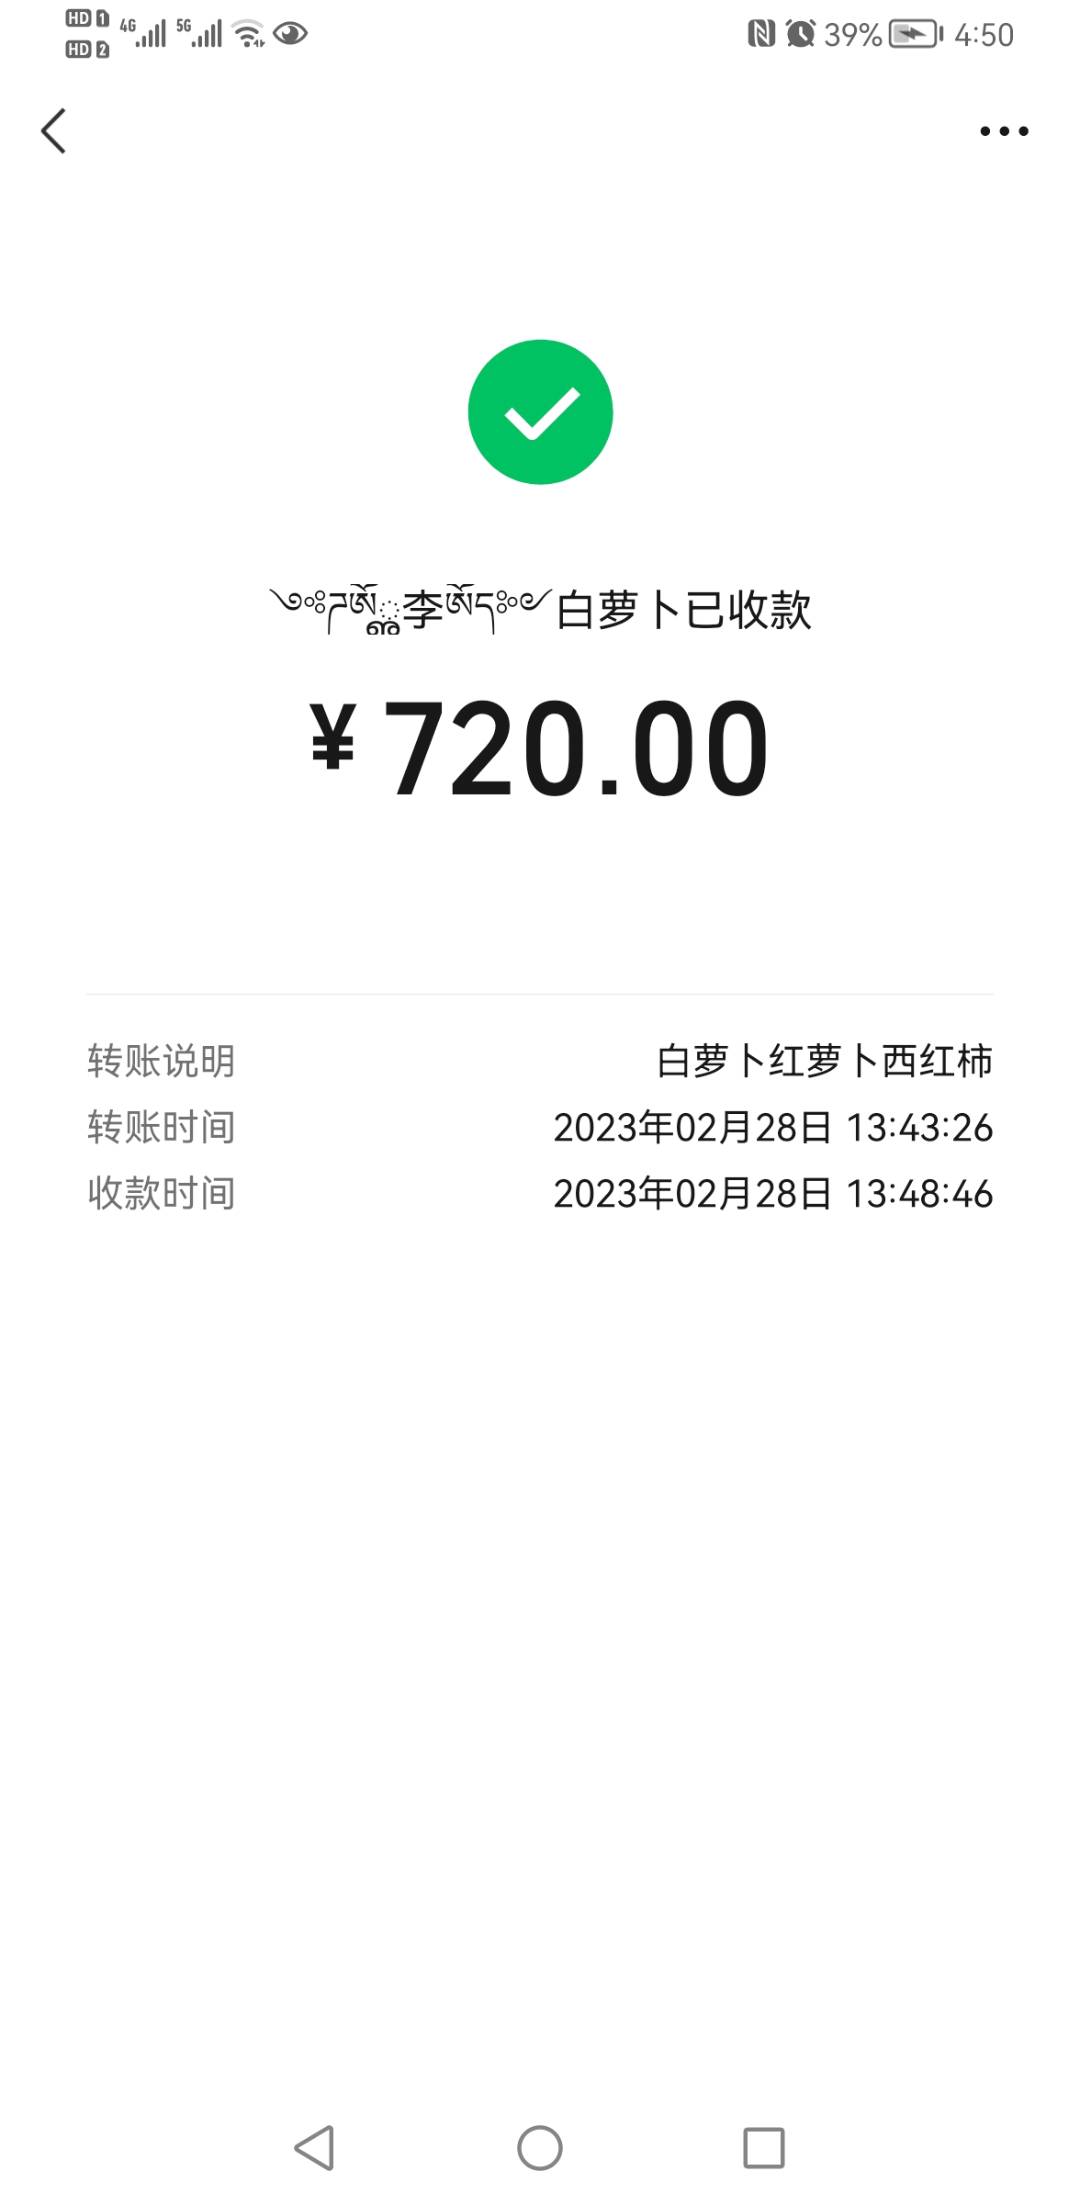 HD 1 4G 5G 39% 4:50
HD 2
李 白萝卜已收款
¥720.00
转账说明 白萝卜红萝卜西红柿
转账时间 2023年02月28日 13:43:26
收款时间 2023年02月28日 13:48:46